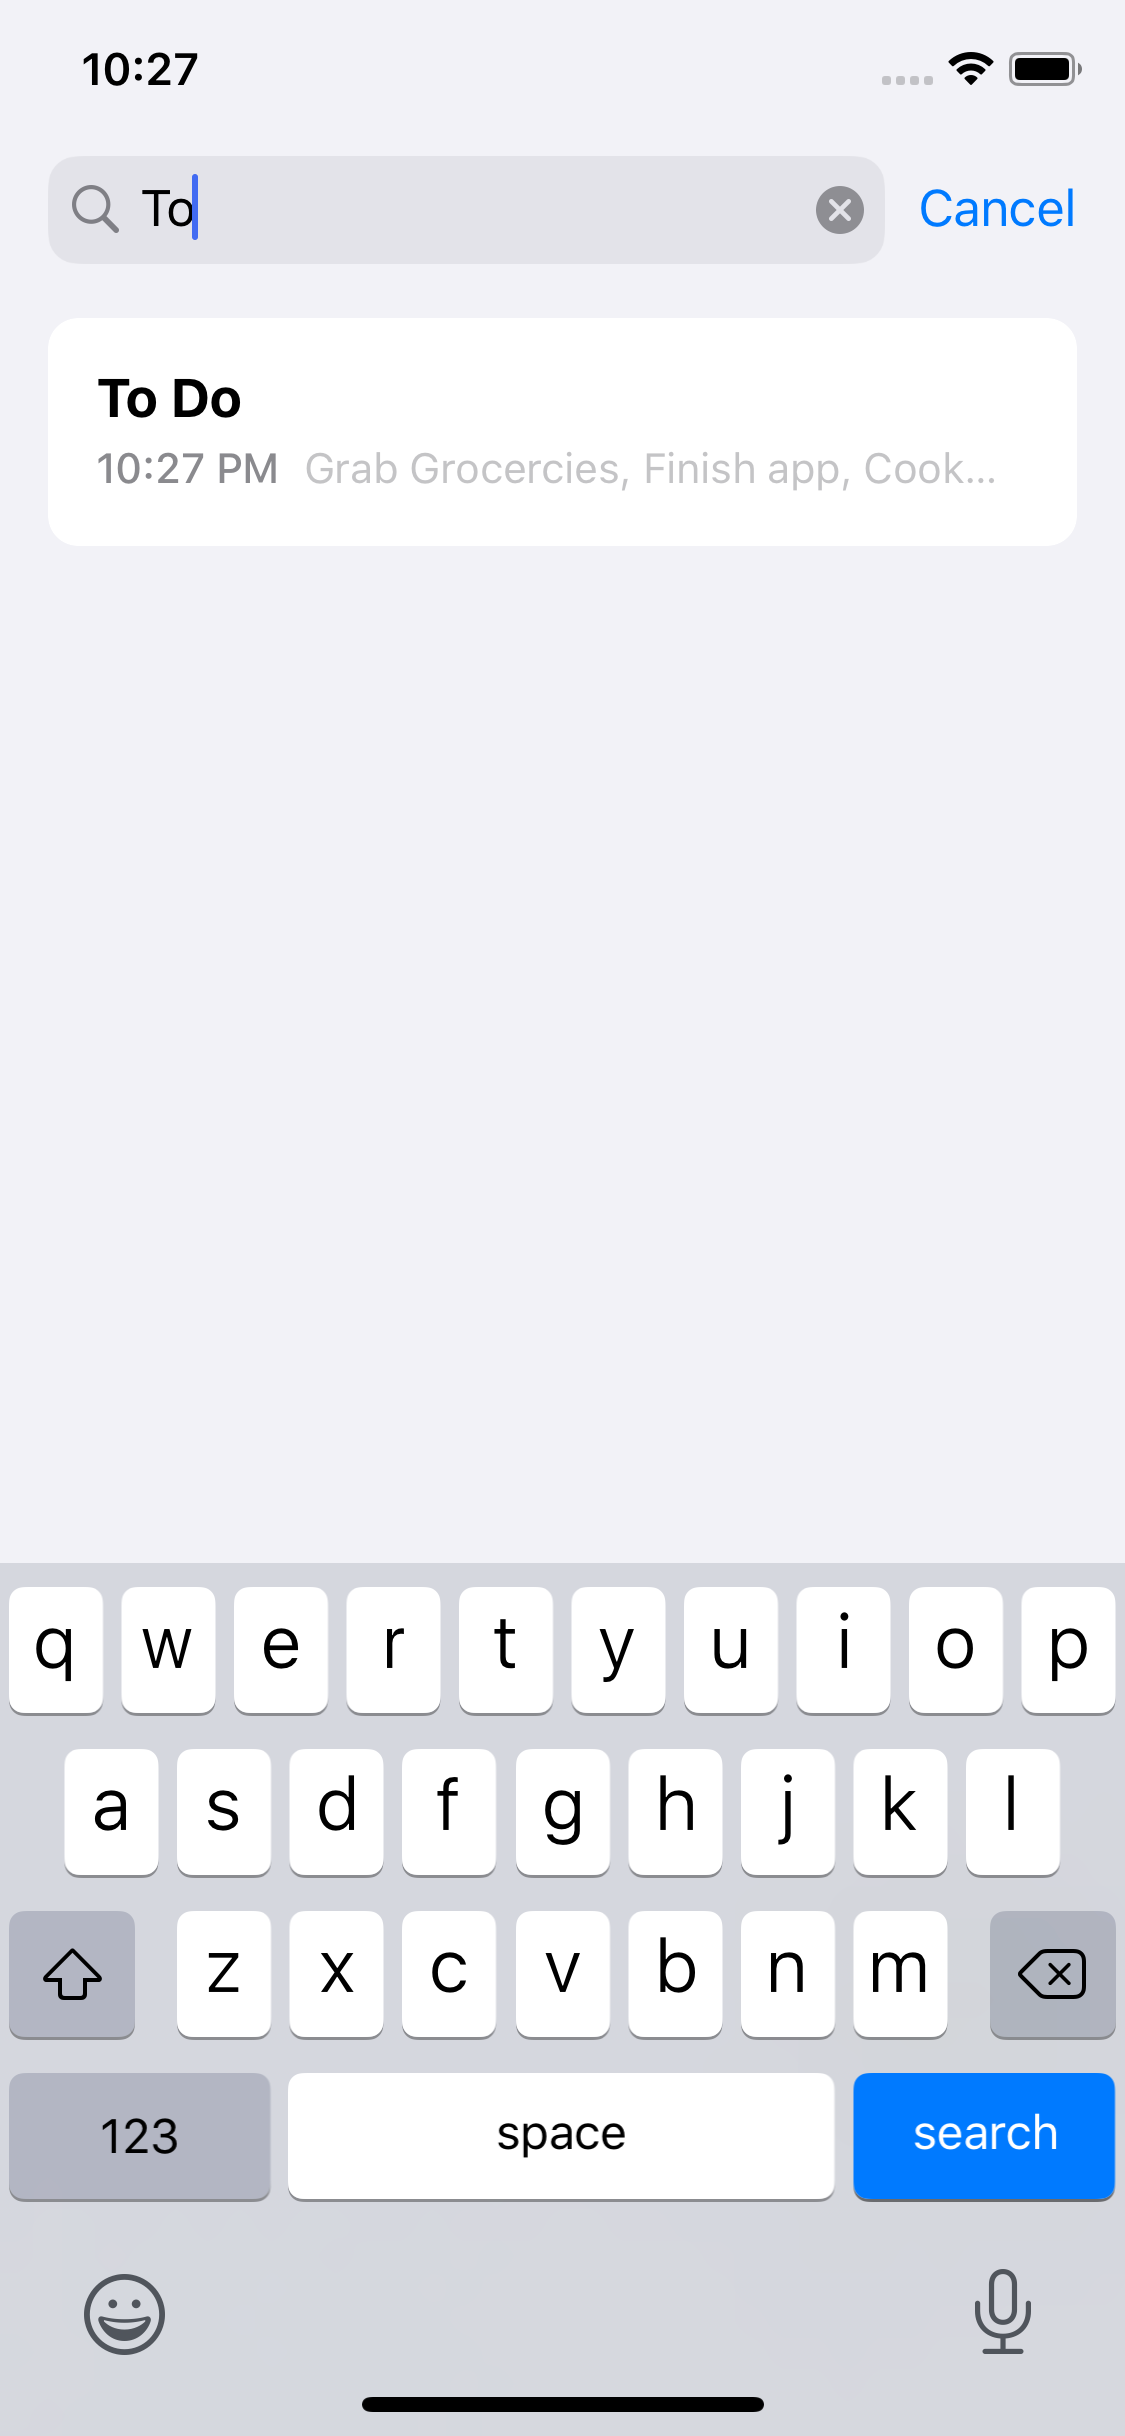 10:27
To
Cancel
To Do
10:27 PM Grab Grocercies, Finish app, Cook...
q w e r t y u i o p
a s d f g h j k l
z x c v b n m
123 space search